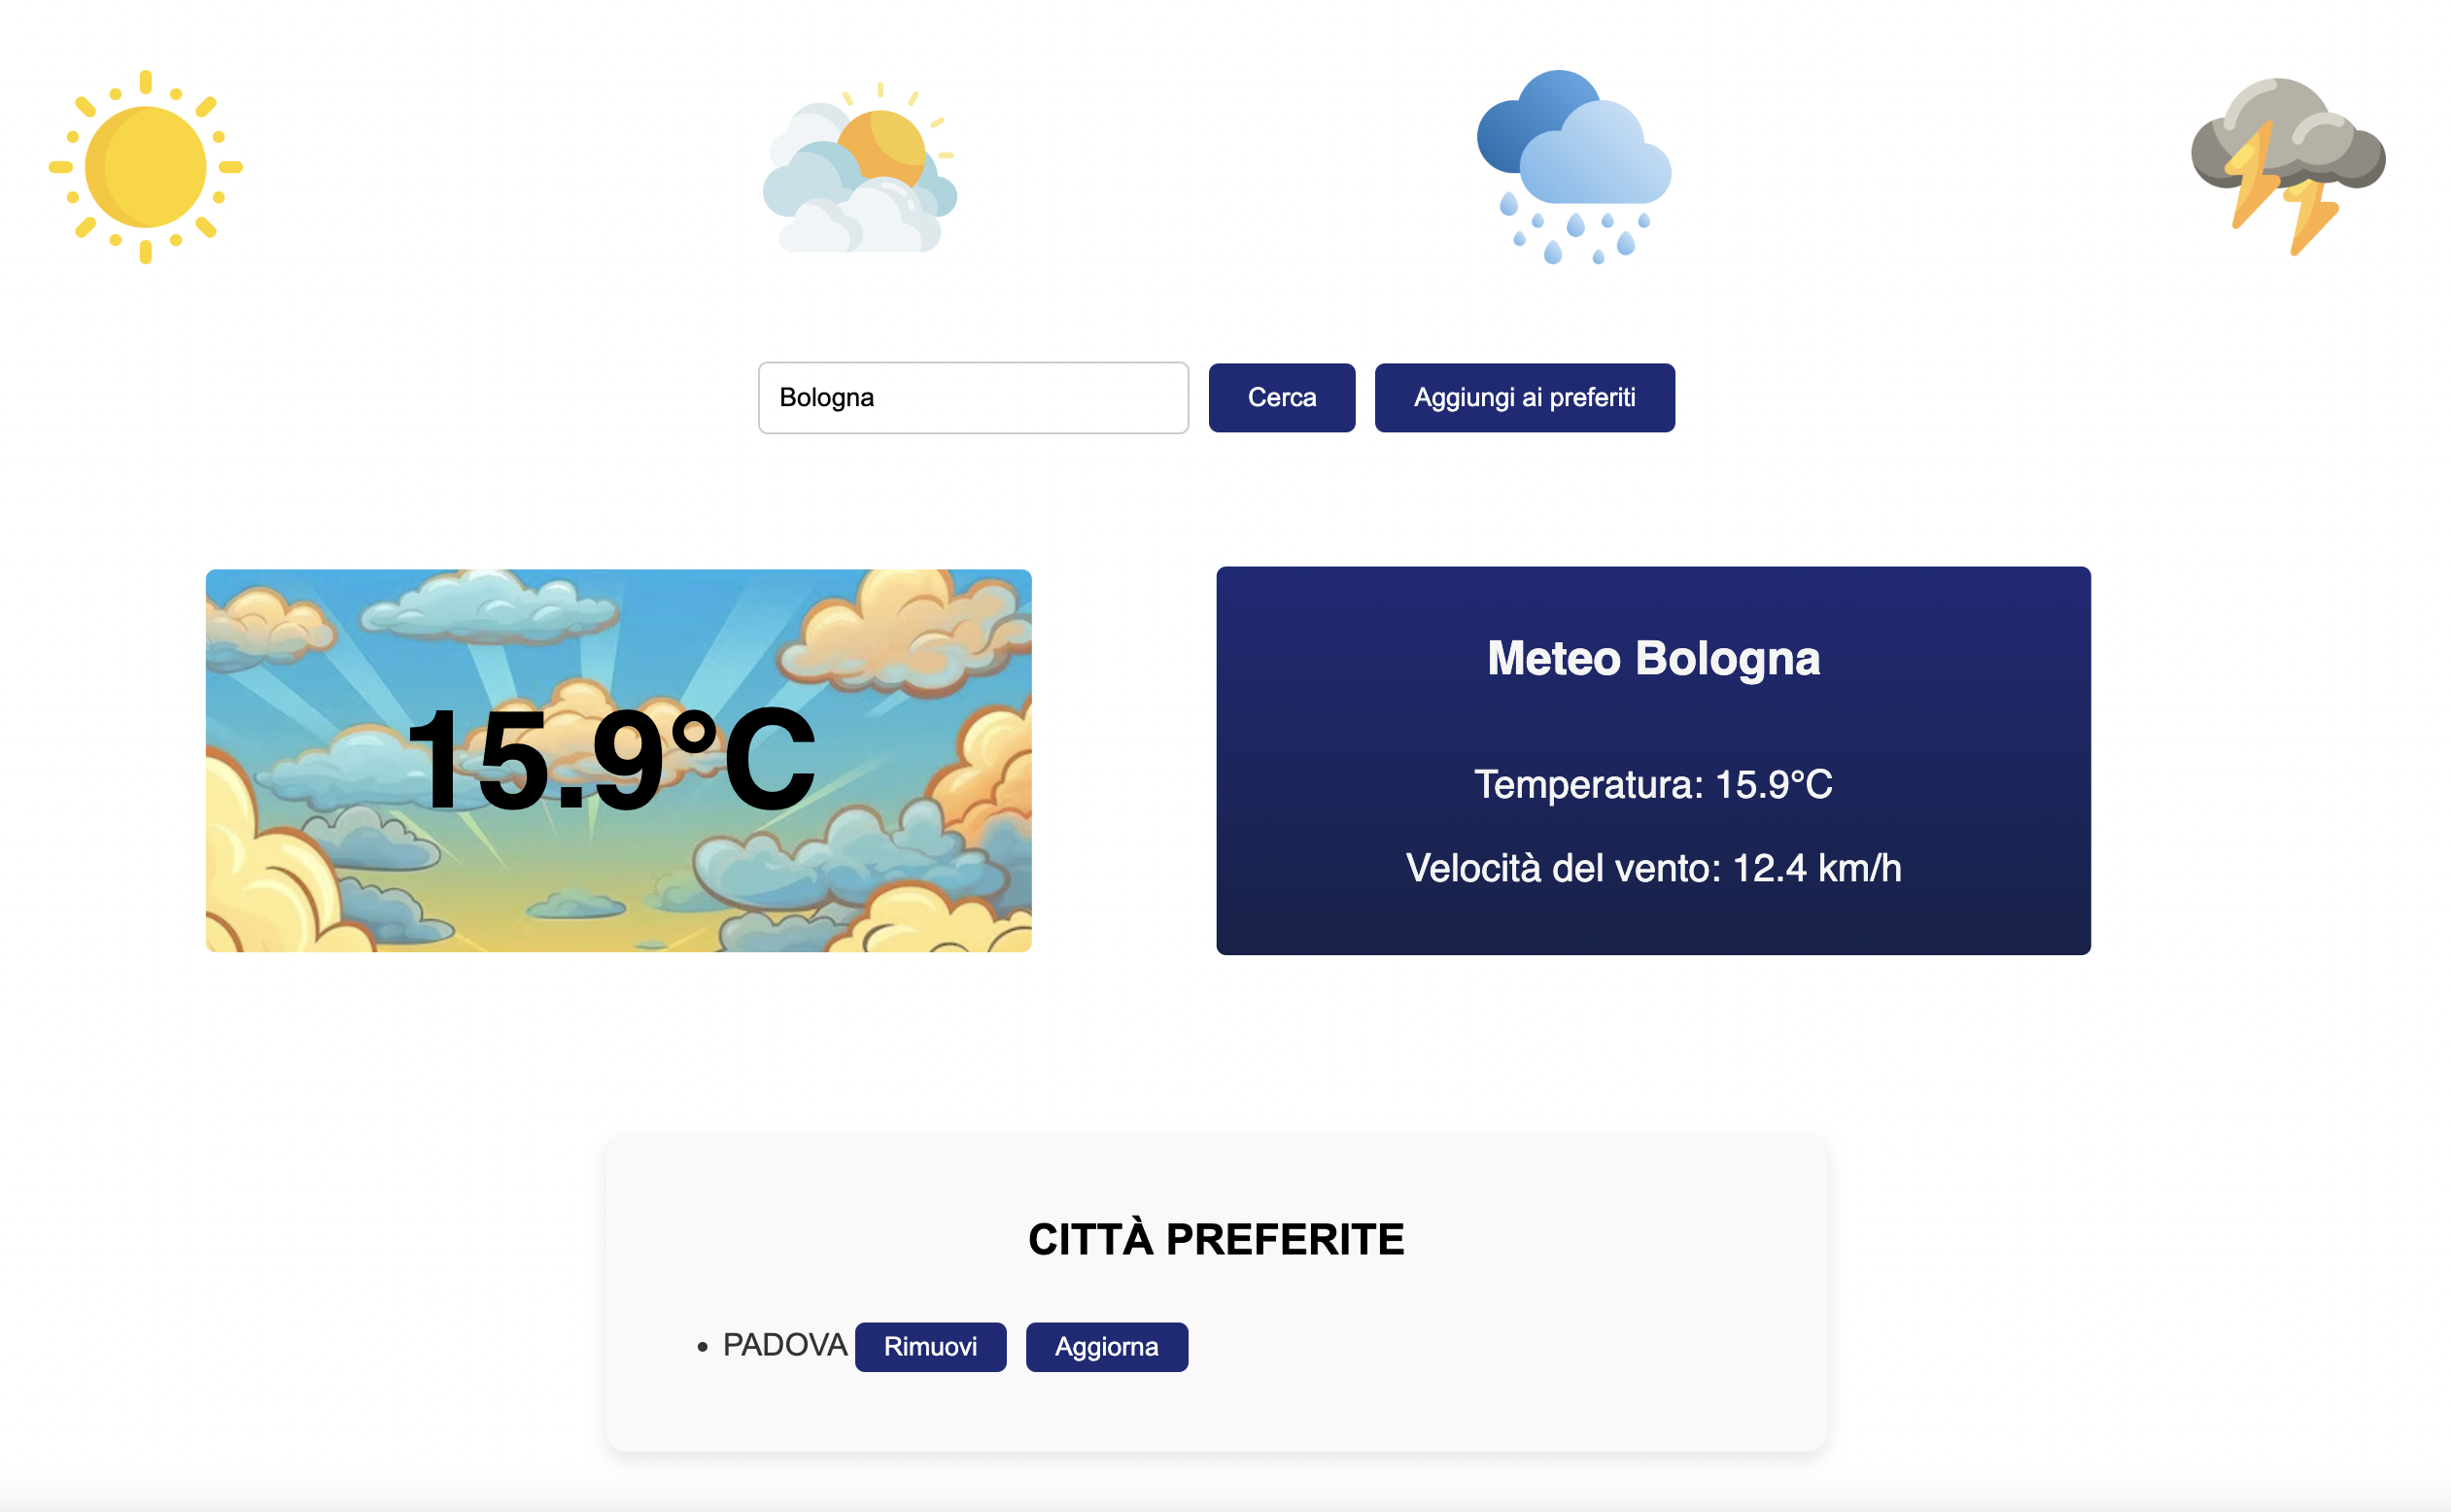 Bologna
Cerca
Aggiungi ai preferiti
15.9°C
Meteo Bologna
Temperatura: 15.9°C
Velocità del vento: 12.4 km/h
CITTÀ PREFERITE
PADOVA Rimuovi Aggiorna